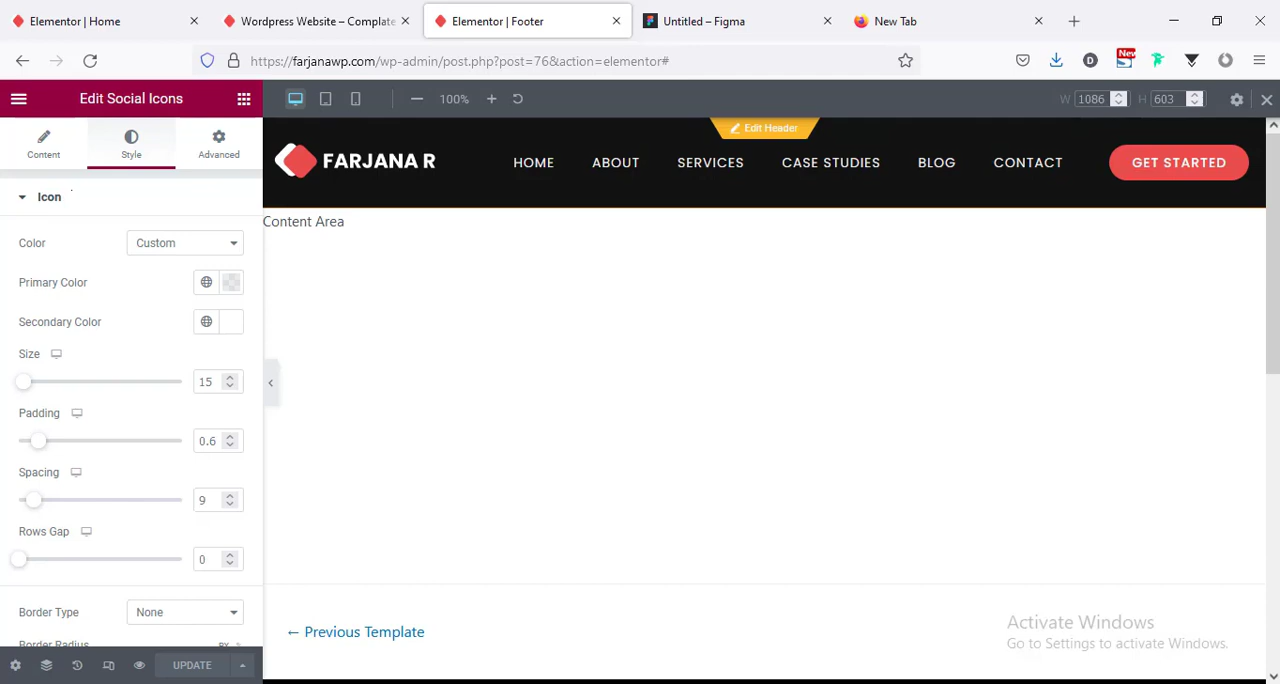 Elementor | Home
Wordpress Website – Complate
Elementor | Footer
Untitled – Figma
New Tab
https://farjanawp.com/wp-admin/post.php?post=76&action=elementor#
New
Edit Social Icons
100%
W 1086
H 603
Content
Style
Advanced
Edit Header
FARJANA R
HOME
ABOUT
SERVICES
CASE STUDIES
BLOG
CONTACT
GET STARTED
Icon
Content Area
Color
Custom
Primary Color
Secondary Color
Size
15
Padding
0.6
Spacing
9
Rows Gap
0
Border Type
None
Border Radius
PX
← Previous Template
Activate Windows
Go to Settings to activate Windows.
UPDATE